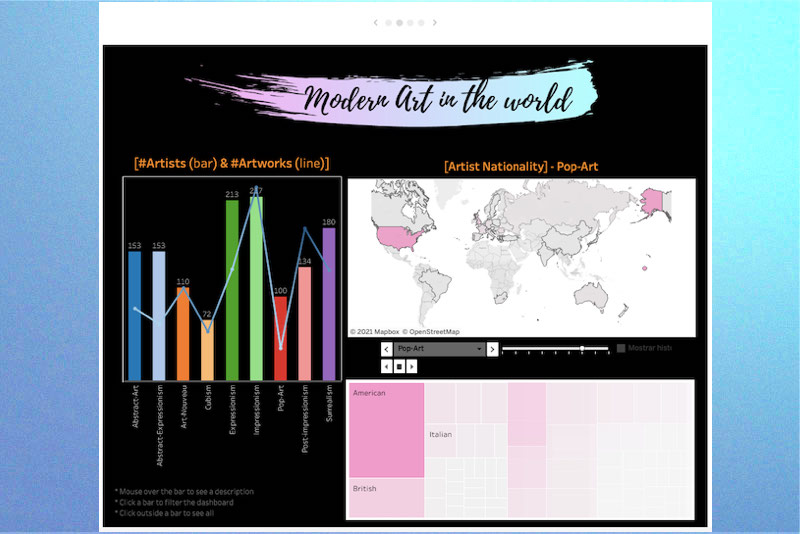 Modern Art in the world
[#Artists (bar) & #Artworks (line)]
213
180
153
153
134
110
100
72
Abstract-Art
Abstract-Expressionism
Art-Nouveau
Cubism
Expressionism
Impressionism
Pop-Art
Post-Impressionism
Surrealism
* Mouse over the bar to see a description
* Click a bar to filter the dashboard
* Click outside a bar to see all
[Artist Nationality] - Pop-Art
© 2021 Mapbox © OpenStreetMap
Pop-Art
Mostrar histo
American
Italian
British